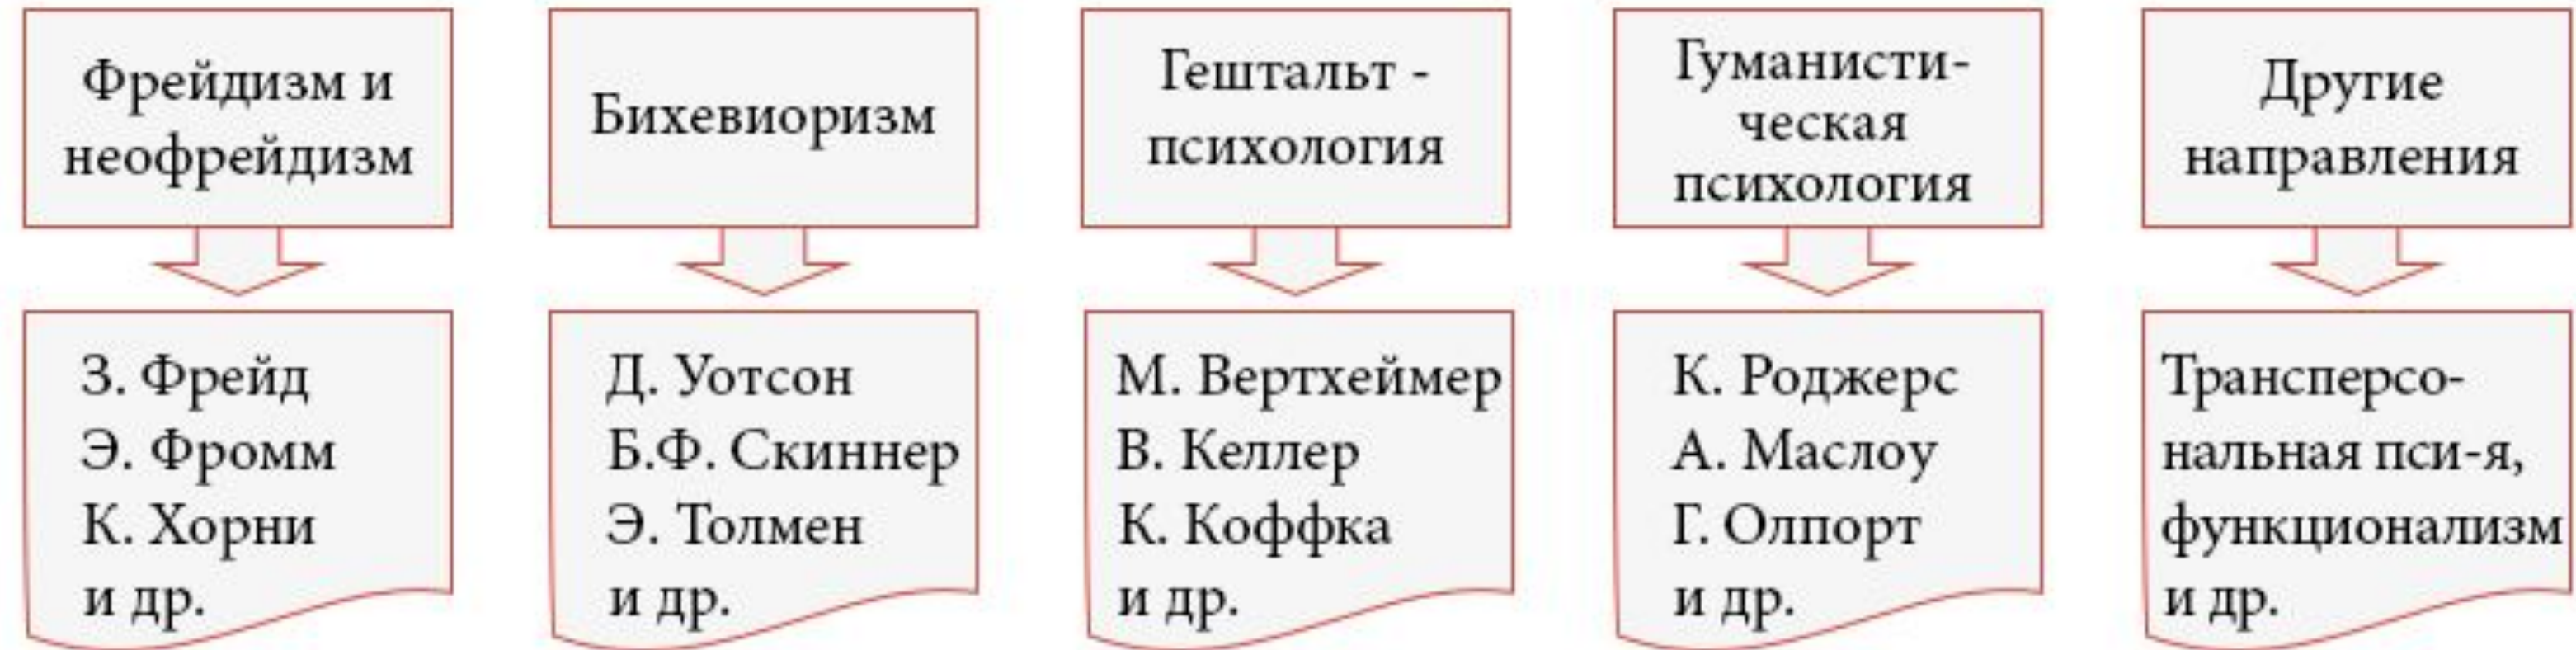 Фрейдизм и
неофрейдизм
Бихевиоризм
Гештальт -
психология
Гуманисти-
ческая
психология
Другие
направления
З. Фрейд
Э. Фромм
К. Хорни
и др.
Д. Уотсон
Б.Ф. Скиннер
Э. Толмен
и др.
М. Вертхеймер
В. Келлер
К. Коффка
и др.
К. Роджерс
А. Маслоу
Г. Олпорт
и др.
Трансперсо-
нальная пси-я,
функционализм
и др.